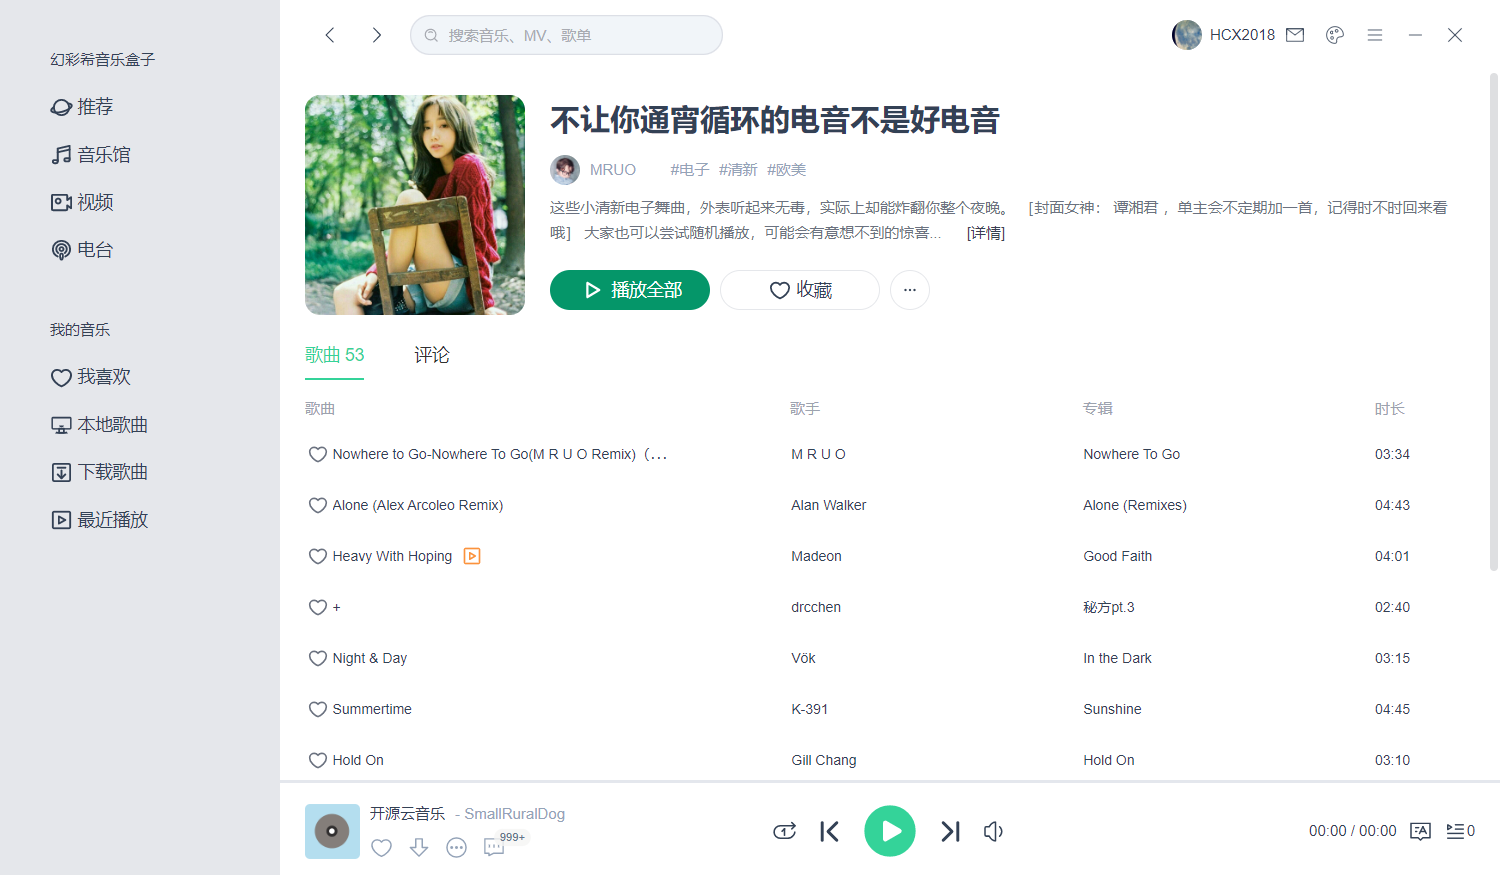 幻彩希音乐盒子
推荐
音乐馆
视频
电台
我的音乐
我喜欢
本地歌曲
下载歌曲
最近播放
搜索音乐、MV、歌单
HCX2018
不让你通宵循环的电音不是好电音
MRUO #电子 #清新 #欧美
这些小清新电子舞曲，外表听起来无毒，实际上却能炸翻你整个夜晚。 [封面女神： 谭湘君 ，单主会不定期加一首，记得时不时回来看
哦] 大家也可以尝试随机播放，可能会有意想不到的惊喜... [详情]
播放全部 收藏 ...
歌曲 53 评论
歌曲 歌手 专辑 时长
Nowhere to Go-Nowhere To Go(M R U O Remix)（... M R U O Nowhere To Go 03:34
Alone (Alex Arcoleo Remix) Alan Walker Alone (Remixes) 04:43
Heavy With Hoping Madeon Good Faith 04:01
+ drcchen 秘方pt.3 02:40
Night & Day Vök In the Dark 03:15
Summertime K-391 Sunshine 04:45
Hold On Gill Chang Hold On 03:10
开源云音乐 - SmallRuralDog
999+
1
00:00 / 00:00 A 0